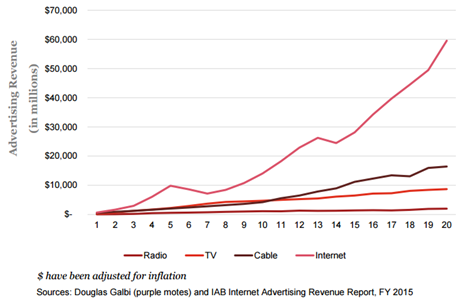 Advertising Revenue
(in millions)
$70,000
$60,000
$50,000
$40,000
$30,000
$20,000
$10,000
$-
1 2 3 4 5 6 7 8 9 10 11 12 13 14 15 16 17 18 19 20
Radio TV Cable Internet
$ have been adjusted for inflation
Sources: Douglas Galbi (purple motes) and IAB Internet Advertising Revenue Report, FY 2015